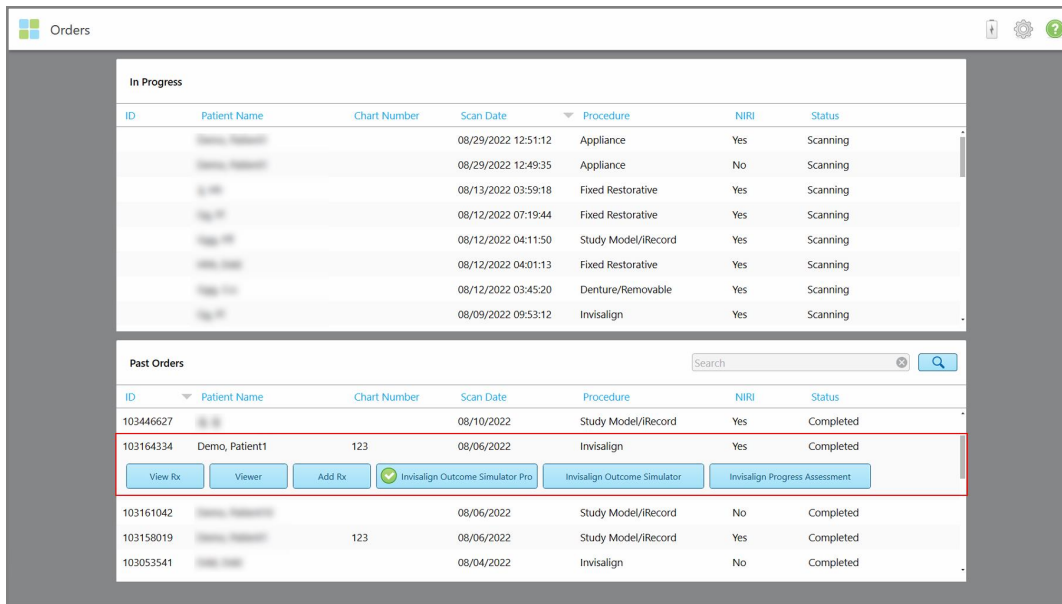 Orders
?
In Progress
ID Patient Name Chart Number Scan Date Procedure NIRI Status
08/29/2022 12:51:12 Appliance Yes Scanning
08/29/2022 12:49:35 Appliance No Scanning
08/13/2022 03:59:18 Fixed Restorative Yes Scanning
08/12/2022 07:19:44 Fixed Restorative Yes Scanning
08/12/2022 04:11:50 Study Model/iRecord Yes Scanning
08/12/2022 04:01:13 Fixed Restorative Yes Scanning
08/12/2022 03:45:20 Denture/Removable Yes Scanning
08/09/2022 09:53:12 Invisalign Yes Scanning
Past Orders Search
ID Patient Name Chart Number Scan Date Procedure NIRI Status
103446627 08/10/2022 Study Model/iRecord Yes Completed
103164334 Demo, Patient1 123 08/06/2022 Invisalign Yes Completed
View Rx Viewer Add Rx Invisalign Outcome Simulator Pro Invisalign Outcome Simulator Invisalign Progress Assessment
103161042 08/06/2022 Study Model/iRecord No Completed
103158019 123 08/06/2022 Study Model/iRecord Yes Completed
103053541 08/04/2022 Invisalign No Completed